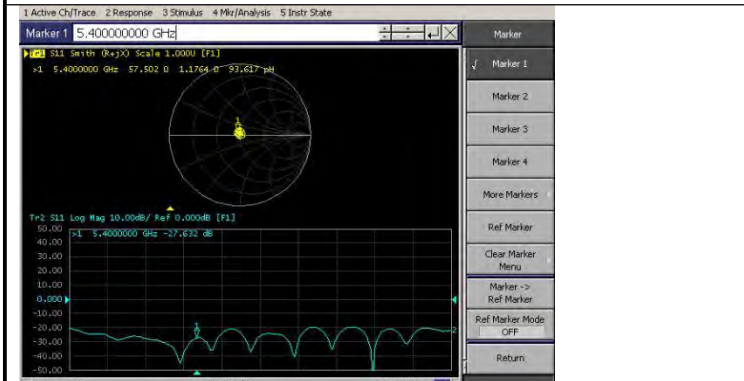 1 Active Ch/Trace 2 Response 3 Stimulus 4 Mkr/Analysis 5 Instr State
Marker 1 5.400000000 GHz
Tr1 S11 Smith (R+jX) Scale 1.000U [F1]
>1 5.4000000 GHz 57.502 Ω 1.1764 Ω 93.617 pH
1
Tr2 S11 Log Mag 10.00dB/ Ref 0.000dB [F1]
50.00
>1 5.4000000 GHz -27.632 dB
40.00
30.00
20.00
10.00
0.000
-10.00
-20.00
-30.00
-40.00
-50.00
1
2
Marker
√ Marker 1
Marker 2
Marker 3
Marker 4
More Markers
Ref Marker
Clear Marker
Menu
Marker ->
Ref Marker
Ref Marker Mode
OFF
Return